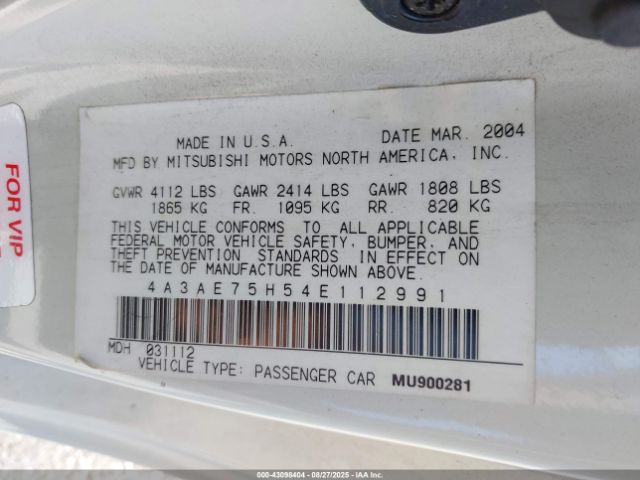 MADE IN U.S.A. DATE MAR. 2004
MFD BY MITSUBISHI MOTORS NORTH AMERICA, INC.
GVWR 4112 LBS GAWR 2414 LBS GAWR 1808 LBS
1865 KG FR. 1095 KG RR. 820 KG
THIS VEHICLE CONFORMS TO ALL APPLICABLE
FEDERAL MOTOR VEHICLE SAFETY, BUMPER, AND
THEFT PREVENTION STANDARDS IN EFFECT ON
THE DATE OF MANUFACTURE SHOWN ABOVE.
4A3AE75H54E112991
MDH 031112
VEHICLE TYPE: PASSENGER CAR MU900281
FOR VIP
000-43098404 | 08/27/2025 | IAAI.com